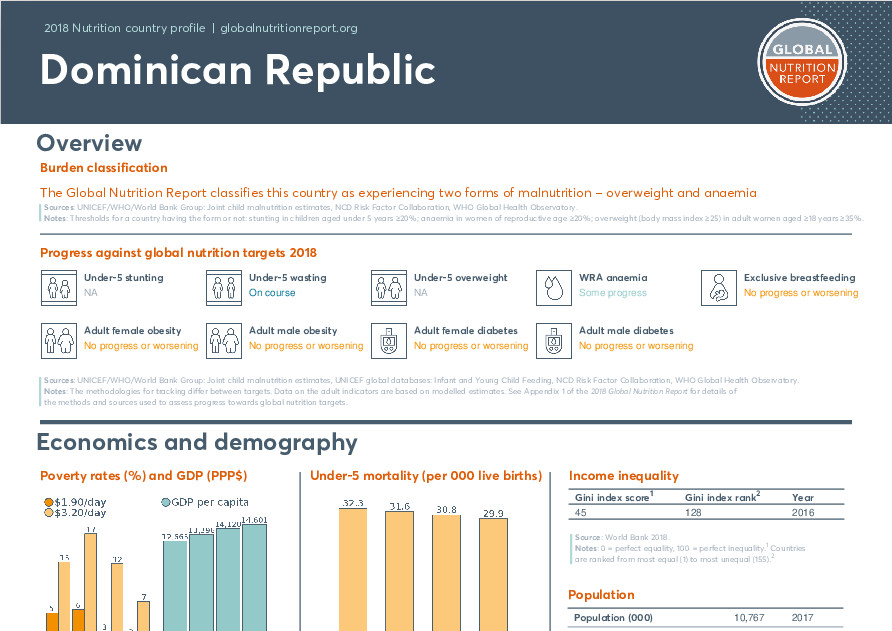 2018 Nutrition country profile | globalnutritionreport.org
Dominican Republic
GLOBAL
NUTRITION
REPORT
Overview
Burden classification
The Global Nutrition Report classifies this country as experiencing two forms of malnutrition – overweight and anaemia
Sources: UNICEF/WHO/World Bank Group: Joint child malnutrition estimates, NCD Risk Factor Collaboration, WHO Global Health Observatory.
Notes: Thresholds for a country having the form or not: stunting in children aged under 5 years ≥20%; anaemia in women of reproductive age ≥20%; overweight (body mass index ≥25) in adult women aged ≥18 years ≥35%.
Progress against global nutrition targets 2018
Under-5 stunting
NA
Under-5 wasting
On course
Under-5 overweight
NA
WRA anaemia
Some progress
Exclusive breastfeeding
No progress or worsening
Adult female obesity
No progress or worsening
Adult male obesity
No progress or worsening
Adult female diabetes
No progress or worsening
Adult male diabetes
No progress or worsening
Sources: UNICEF/WHO/World Bank Group: Joint child malnutrition estimates, UNICEF global databases: Infant and Young Child Feeding, NCD Risk Factor Collaboration, WHO Global Health Observatory.
Notes: The methodologies for tracking differ between targets. Data on the adult indicators are based on modelled estimates. See Appendix 1 of the 2018 Global Nutrition Report for details of
the methods and sources used to assess progress towards global nutrition targets.
Economics and demography
Poverty rates (%) and GDP (PPP$)
$1.90/day
$3.20/day
GDP per capita
5 15 6 17 3 12 7
14,120 14,601
Under-5 mortality (per 000 live births)
32.3 31.6 30.8 29.9
Income inequality
Gini index score1 Gini index rank2 Year
45 128 2016
Source: World Bank 2018.
Notes: 0 = perfect equality, 100 = perfect inequality.1 Countries
are ranked from most equal (1) to most unequal (155).2
Population
Population (000) 10,767 2017